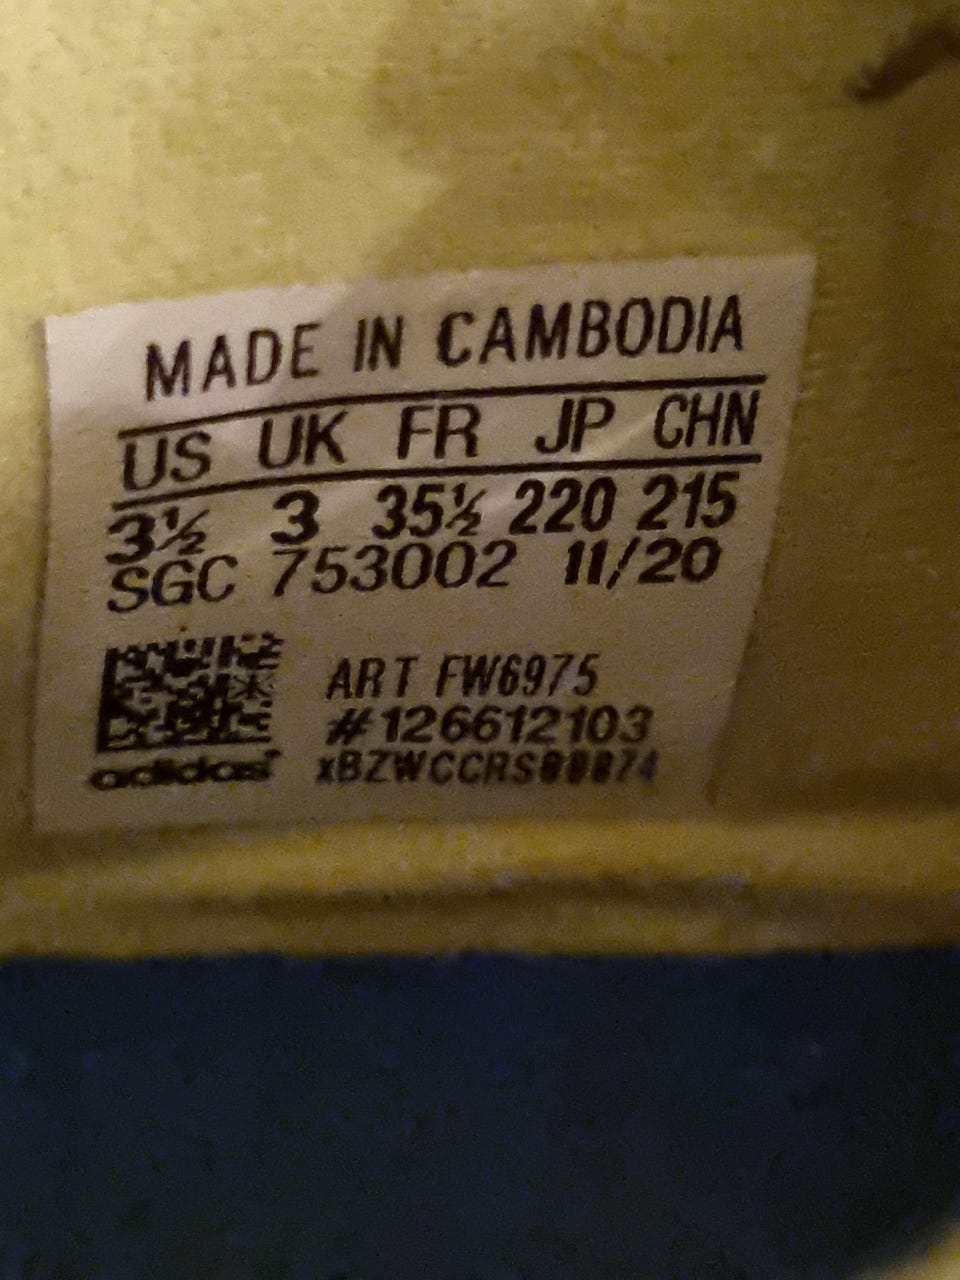 MADE IN CAMBODIA
US UK FR JP CHN
3½ 3 35½ 220 215
SGC 753002 11/20
ART FW6975
#126612103
adidas